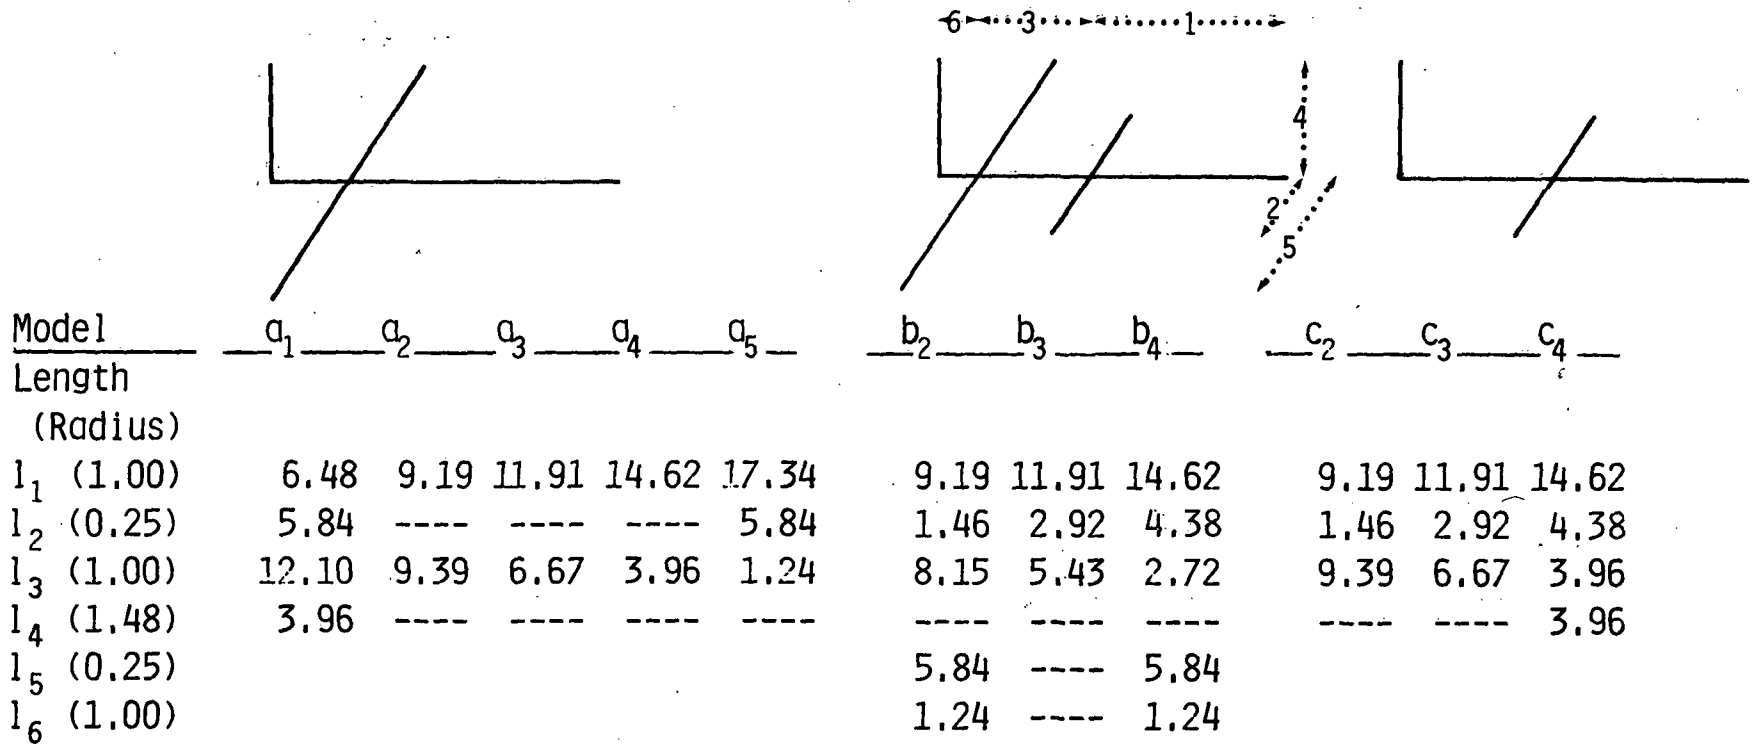 6 3 1
4
2
5
Model a1 a2 a3 a4 a5 b2 b3 b4 c2 c3 c4
Length
(Radius)
l1 (1.00) 6.48 9.19 11.91 14.62 17.34 9.19 11.91 14.62 9.19 11.91 14.62
l2 (0.25) 5.84 ---- ---- ---- 5.84 1.46 2.92 4.38 1.46 2.92 4.38
l3 (1.00) 12.10 9.39 6.67 3.96 1.24 8.15 5.43 2.72 9.39 6.67 3.96
l4 (1.48) 3.96 ---- ---- ---- ---- ---- ---- ---- ---- ---- 3.96
l5 (0.25) 5.84 ---- 5.84
l6 (1.00) 1.24 ---- 1.24